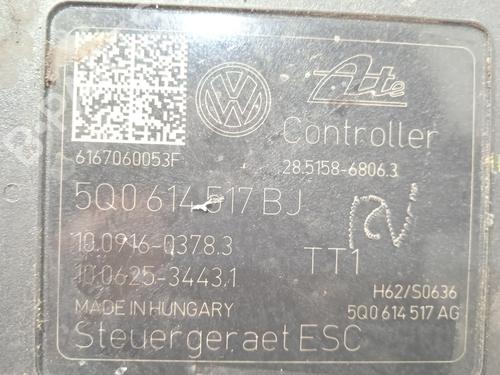 VW Ate
Controller
6167060053F 28.5158-6806.3
5Q0 614 517 BJ
10.0916-0378.3
10.0625-3443.1 TT1
H62/S0636
MADE IN HUNGARY 5Q0 614 517 AG
Steuergeraet ESC